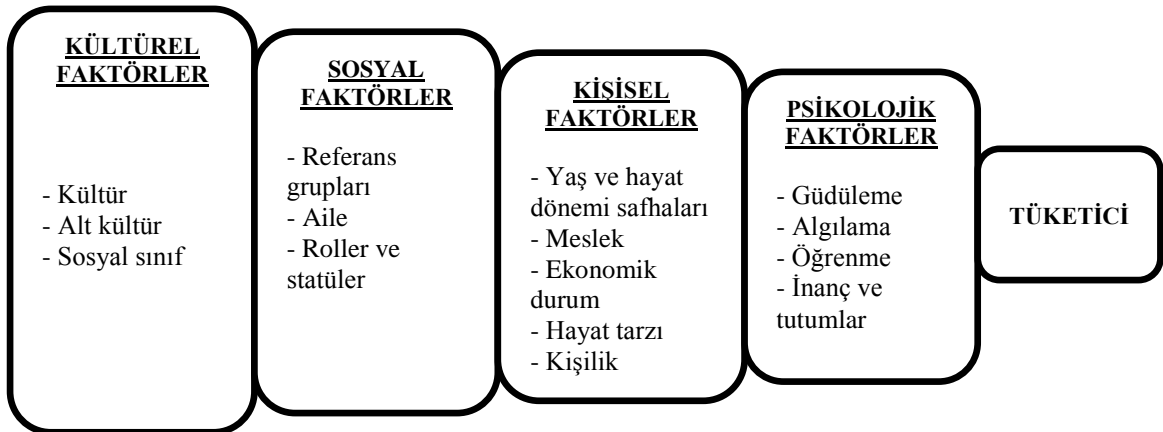 KÜLTÜREL
FAKTÖRLER
- Kültür
- Alt kültür
- Sosyal sınıf
SOSYAL
FAKTÖRLER
- Referans
grupları
- Aile
- Roller ve
statüler
KİŞİSEL
FAKTÖRLER
- Yaş ve hayat
dönemi safhaları
- Meslek
- Ekonomik
durum
- Hayat tarzı
- Kişilik
PSİKOLOJİK
FAKTÖRLER
- Güdüleme
- Algılama
- Öğrenme
- İnanç ve
tutumlar
TÜKETİCİ